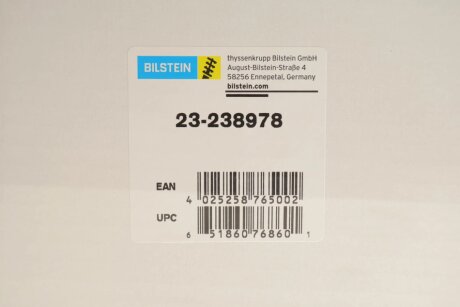 BILSTEIN
thyssenkrupp Bilstein GmbH
August-Bilstein-Straße 4
58256 Ennepetal, Germany
bilstein.com
23-238978
EAN
4 025258 765002
UPC
6 51860 76860 1